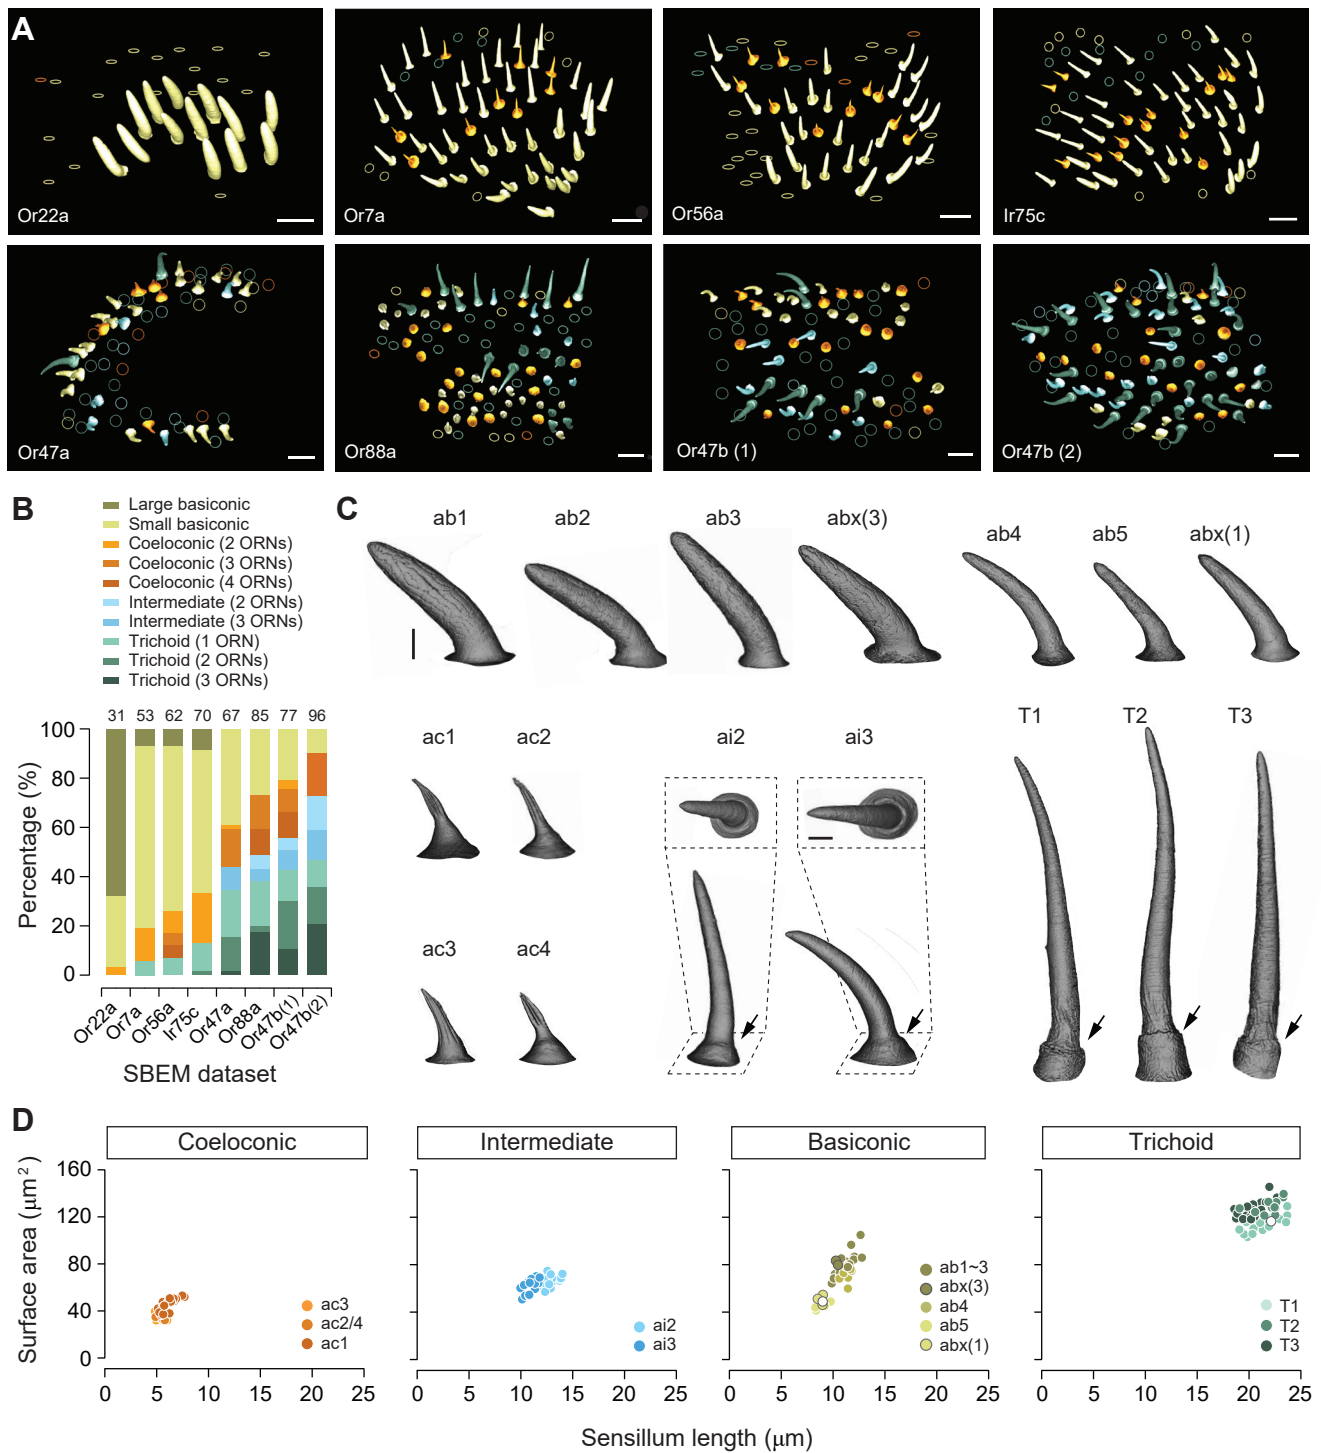 A
Or22a
Or7a
Or56a
Ir75c
Or47a
Or88a
Or47b (1)
Or47b (2)
B
Large basiconic
Small basiconic
Coeloconic (2 ORNs)
Coeloconic (3 ORNs)
Coeloconic (4 ORNs)
Intermediate (2 ORNs)
Intermediate (3 ORNs)
Trichoid (1 ORN)
Trichoid (2 ORNs)
Trichoid (3 ORNs)
31 53 62 70 67 85 77 96
100
80
60
40
20
0
Percentage (%)
Or22a
Or7a
Or56a
Ir75c
Or47a
Or88a
Or47b(1)
Or47b(2)
SBEM dataset
C
ab1 ab2 ab3 abx(3) ab4 ab5 abx(1)
ac1 ac2 ai2 ai3 T1 T2 T3
ac3 ac4
D
Coeloconic Intermediate Basiconic Trichoid
Surface area (μm²)
160
120
80
40
0
ac3
ac2/4
ac1
ai2
ai3
ab1~3
abx(3)
ab4
ab5
abx(1)
T1
T2
T3
0 5 10 15 20 25 0 5 10 15 20 25 0 5 10 15 20 25 0 5 10 15 20 25
Sensillum length (μm)